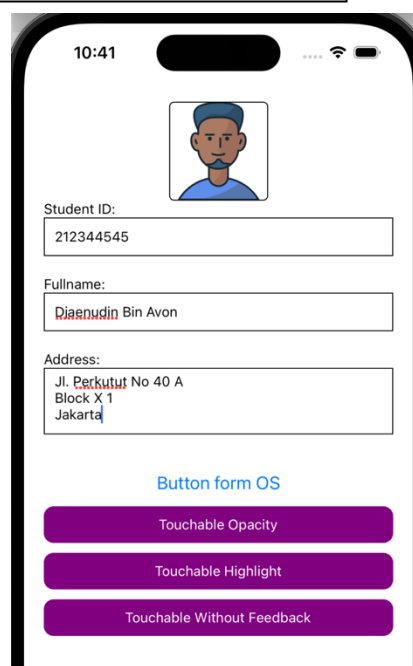 10:41
Student ID:
212344545
Fullname:
Djaenudin Bin Avon
Address:
Jl. Perkutut No 40 A
Block X 1
Jakarta
Button form OS
Touchable Opacity
Touchable Highlight
Touchable Without Feedback